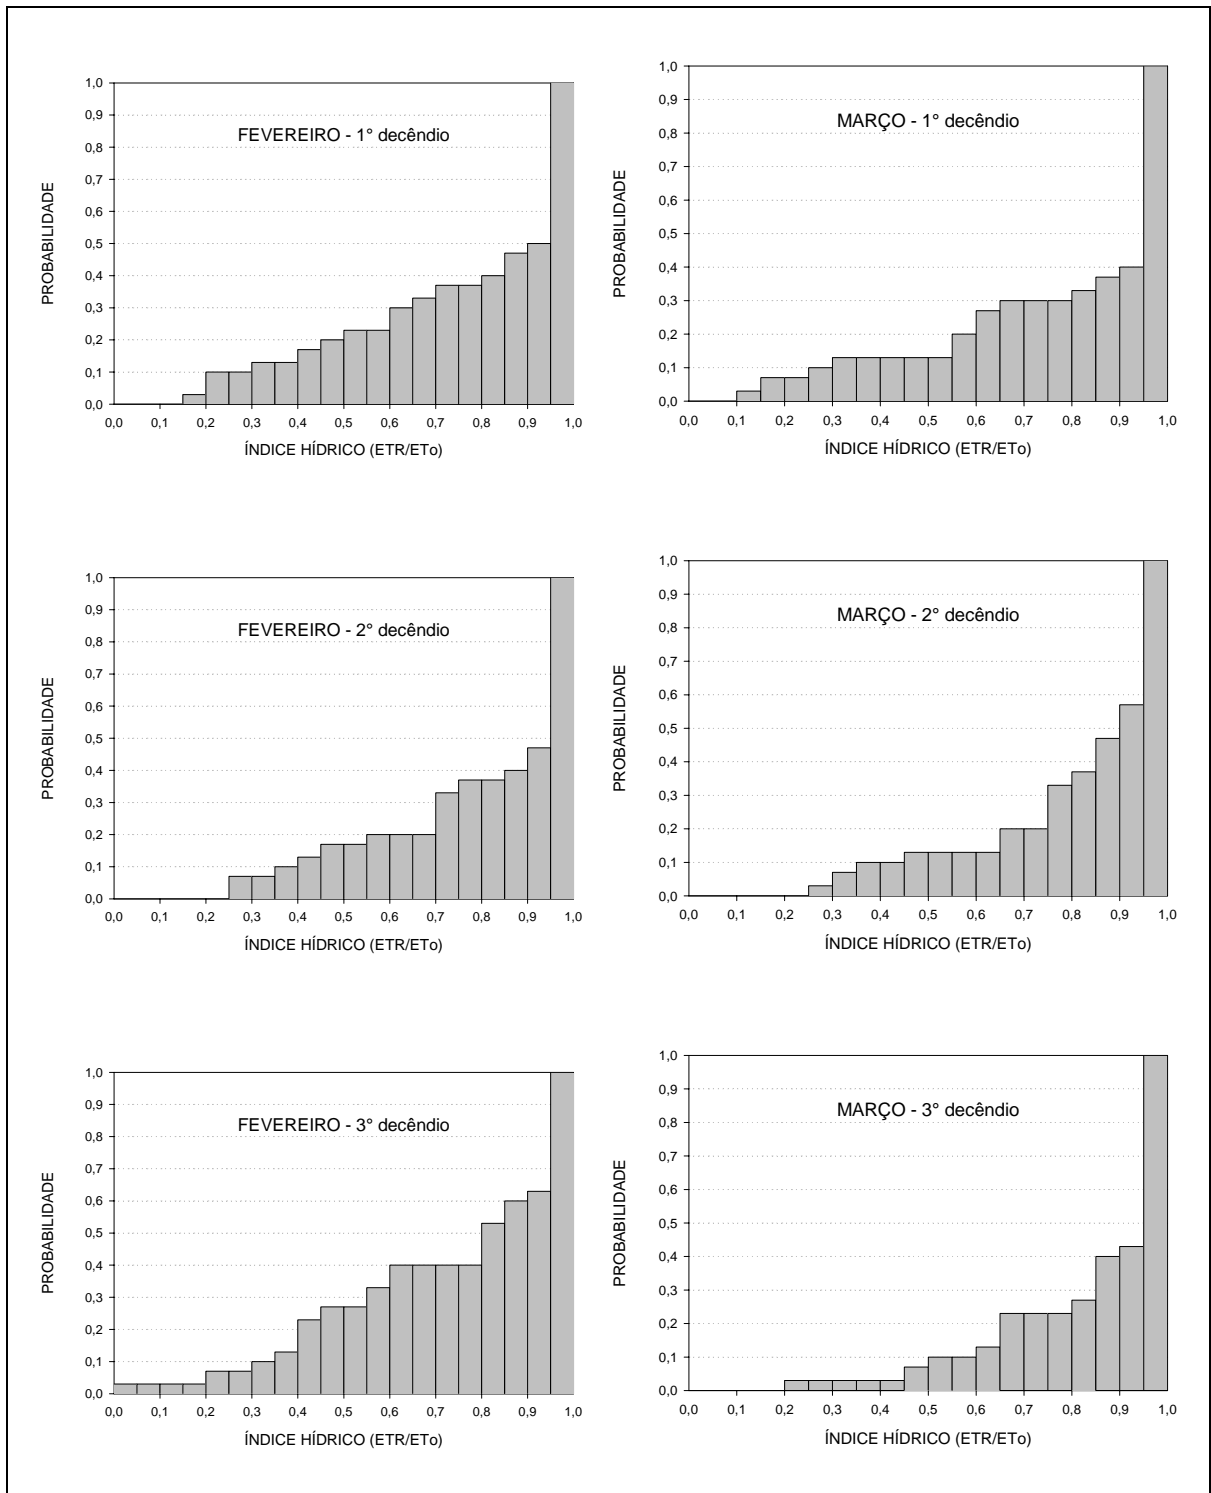 FEVEREIRO - 1° decêndio
PROBABILIDADE
1,0
0,9
0,8
0,7
0,6
0,5
0,4
0,3
0,2
0,1
0,0
0,0 0,1 0,2 0,3 0,4 0,5 0,6 0,7 0,8 0,9 1,0
ÍNDICE HÍDRICO (ETR/ETo)
MARÇO - 1° decêndio
PROBABILIDADE
1,0
0,9
0,8
0,7
0,6
0,5
0,4
0,3
0,2
0,1
0,0
0,0 0,1 0,2 0,3 0,4 0,5 0,6 0,7 0,8 0,9 1,0
ÍNDICE HÍDRICO (ETR/ETo)
FEVEREIRO - 2° decêndio
PROBABILIDADE
1,0
0,9
0,8
0,7
0,6
0,5
0,4
0,3
0,2
0,1
0,0
0,0 0,1 0,2 0,3 0,4 0,5 0,6 0,7 0,8 0,9 1,0
ÍNDICE HÍDRICO (ETR/ETo)
MARÇO - 2° decêndio
PROBABILIDADE
1,0
0,9
0,8
0,7
0,6
0,5
0,4
0,3
0,2
0,1
0,0
0,0 0,1 0,2 0,3 0,4 0,5 0,6 0,7 0,8 0,9 1,0
ÍNDICE HÍDRICO (ETR/ETo)
FEVEREIRO - 3° decêndio
PROBABILIDADE
1,0
0,9
0,8
0,7
0,6
0,5
0,4
0,3
0,2
0,1
0,0
0,0 0,1 0,2 0,3 0,4 0,5 0,6 0,7 0,8 0,9 1,0
ÍNDICE HÍDRICO (ETR/ETo)
MARÇO - 3° decêndio
PROBABILIDADE
1,0
0,9
0,8
0,7
0,6
0,5
0,4
0,3
0,2
0,1
0,0
0,0 0,1 0,2 0,3 0,4 0,5 0,6 0,7 0,8 0,9 1,0
ÍNDICE HÍDRICO (ETR/ETo)